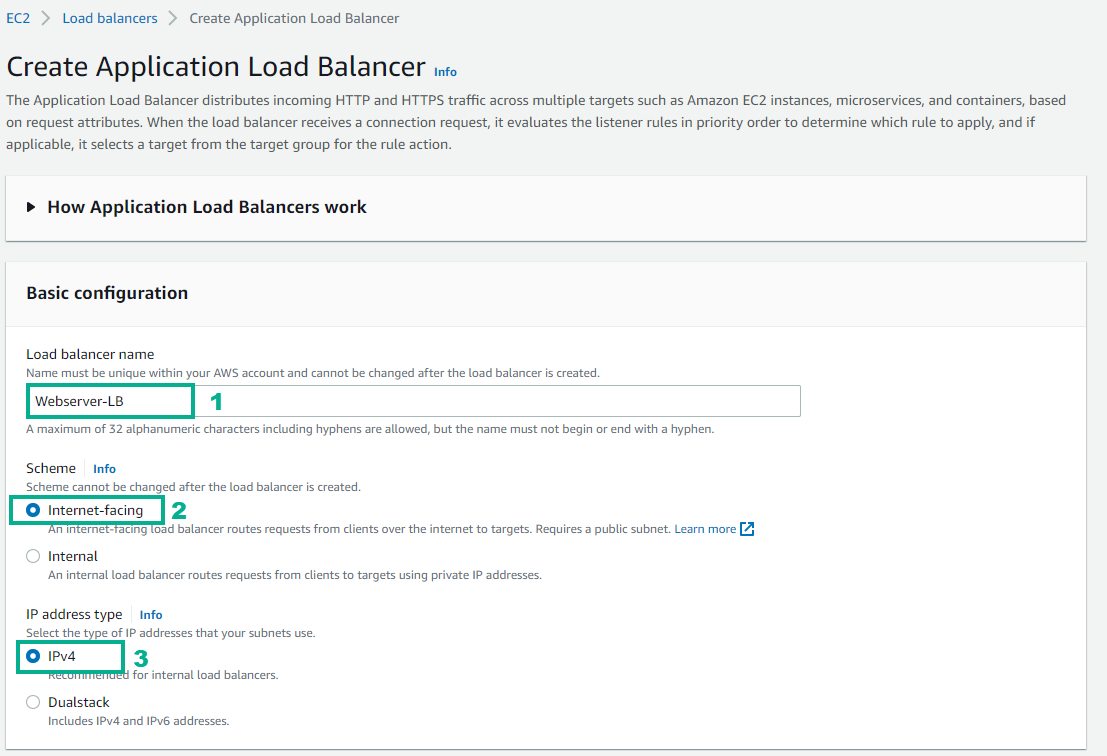 EC2 > Load balancers > Create Application Load Balancer
Create Application Load Balancer Info
The Application Load Balancer distributes incoming HTTP and HTTPS traffic across multiple targets such as Amazon EC2 instances, microservices, and containers, based
on request attributes. When the load balancer receives a connection request, it evaluates the listener rules in priority order to determine which rule to apply, and if
applicable, it selects a target from the target group for the rule action.
How Application Load Balancers work
Basic configuration
Load balancer name
Name must be unique within your AWS account and cannot be changed after the load balancer is created.
Webserver-LB 1
A maximum of 32 alphanumeric characters including hyphens are allowed, but the name must not begin or end with a hyphen.
Scheme Info
Scheme cannot be changed after the load balancer is created.
Internet-facing 2
An internet-facing load balancer routes requests from clients over the internet to targets. Requires a public subnet. Learn more
Internal
An internal load balancer routes requests from clients to targets using private IP addresses.
IP address type Info
Select the type of IP addresses that your subnets use.
IPv4 3
Recommended for internal load balancers.
Dualstack
Includes IPv4 and IPv6 addresses.